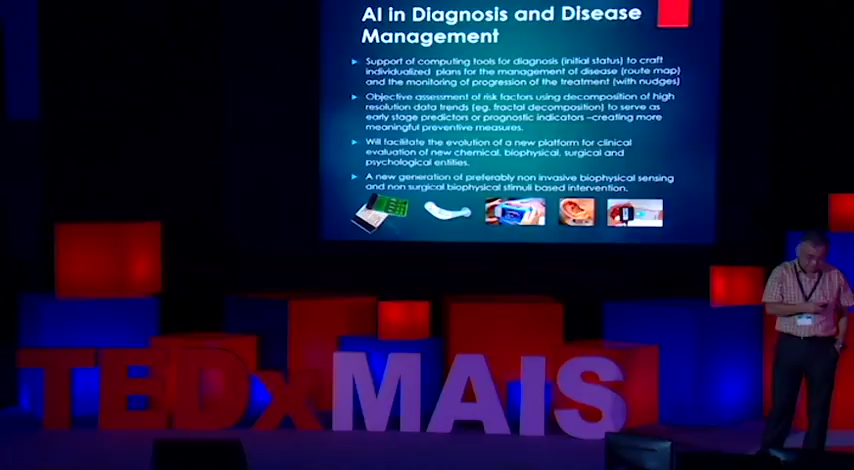 AI in Diagnosis and Disease
Management
Support of computing tools for diagnosis (initial status) to craft
individualized plans for the management of disease (route map)
and the monitoring of progression of the treatment (with nudges)
Objective assessment of risk factors using decomposition of high
resolution data trends (eg. fractal decomposition) to serve as
early stage predictors or prognostic indicators –creating more
meaningful preventive measures.
Will facilitate the evolution of a new platform for clinical
evaluation of new chemical, biophysical, surgical and
psychological entities.
A new generation of preferably non invasive biophysical sensing
and non surgical biophysical stimuli based intervention.
TEDxMAIS